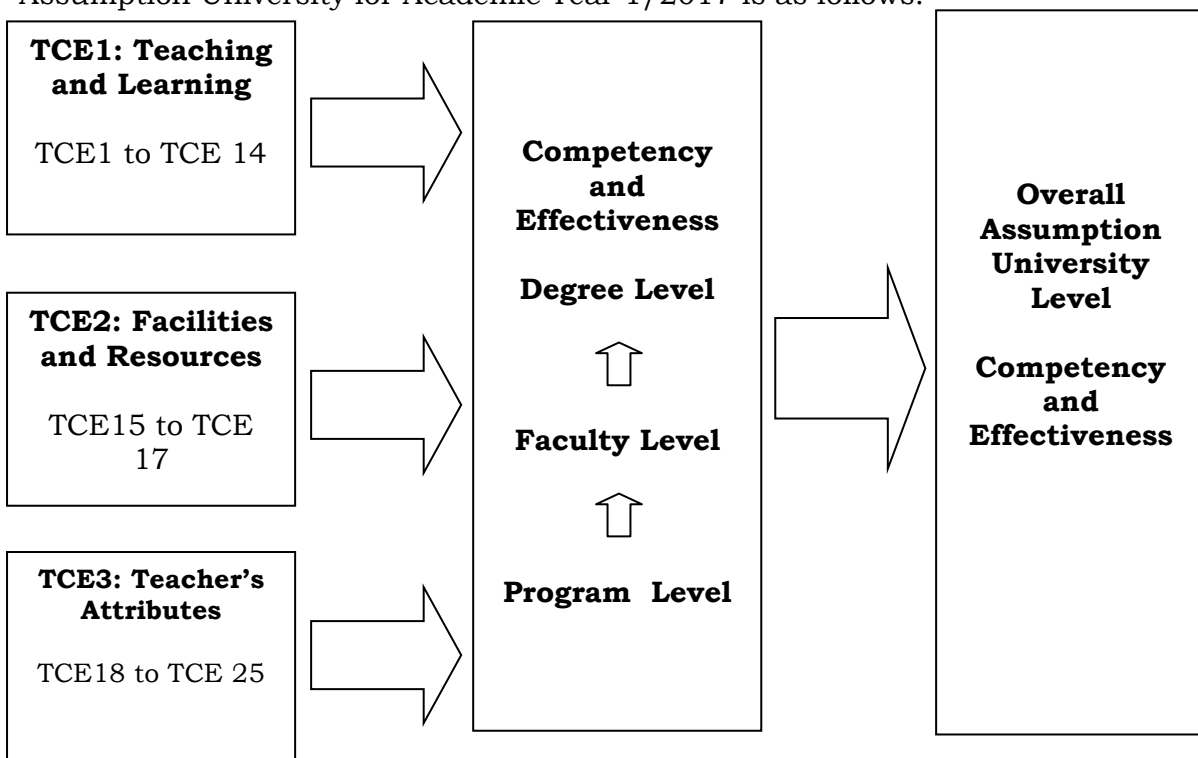 Assumption University for Academic Year 1/2017 is as follows:
TCE1: Teaching
and Learning
TCE1 to TCE 14
TCE2: Facilities
and Resources
TCE15 to TCE
17
TCE3: Teacher’s
Attributes
TCE18 to TCE 25
Competency
and
Effectiveness
Degree Level
Faculty Level
Program Level
Overall
Assumption
University
Level
Competency
and
Effectiveness